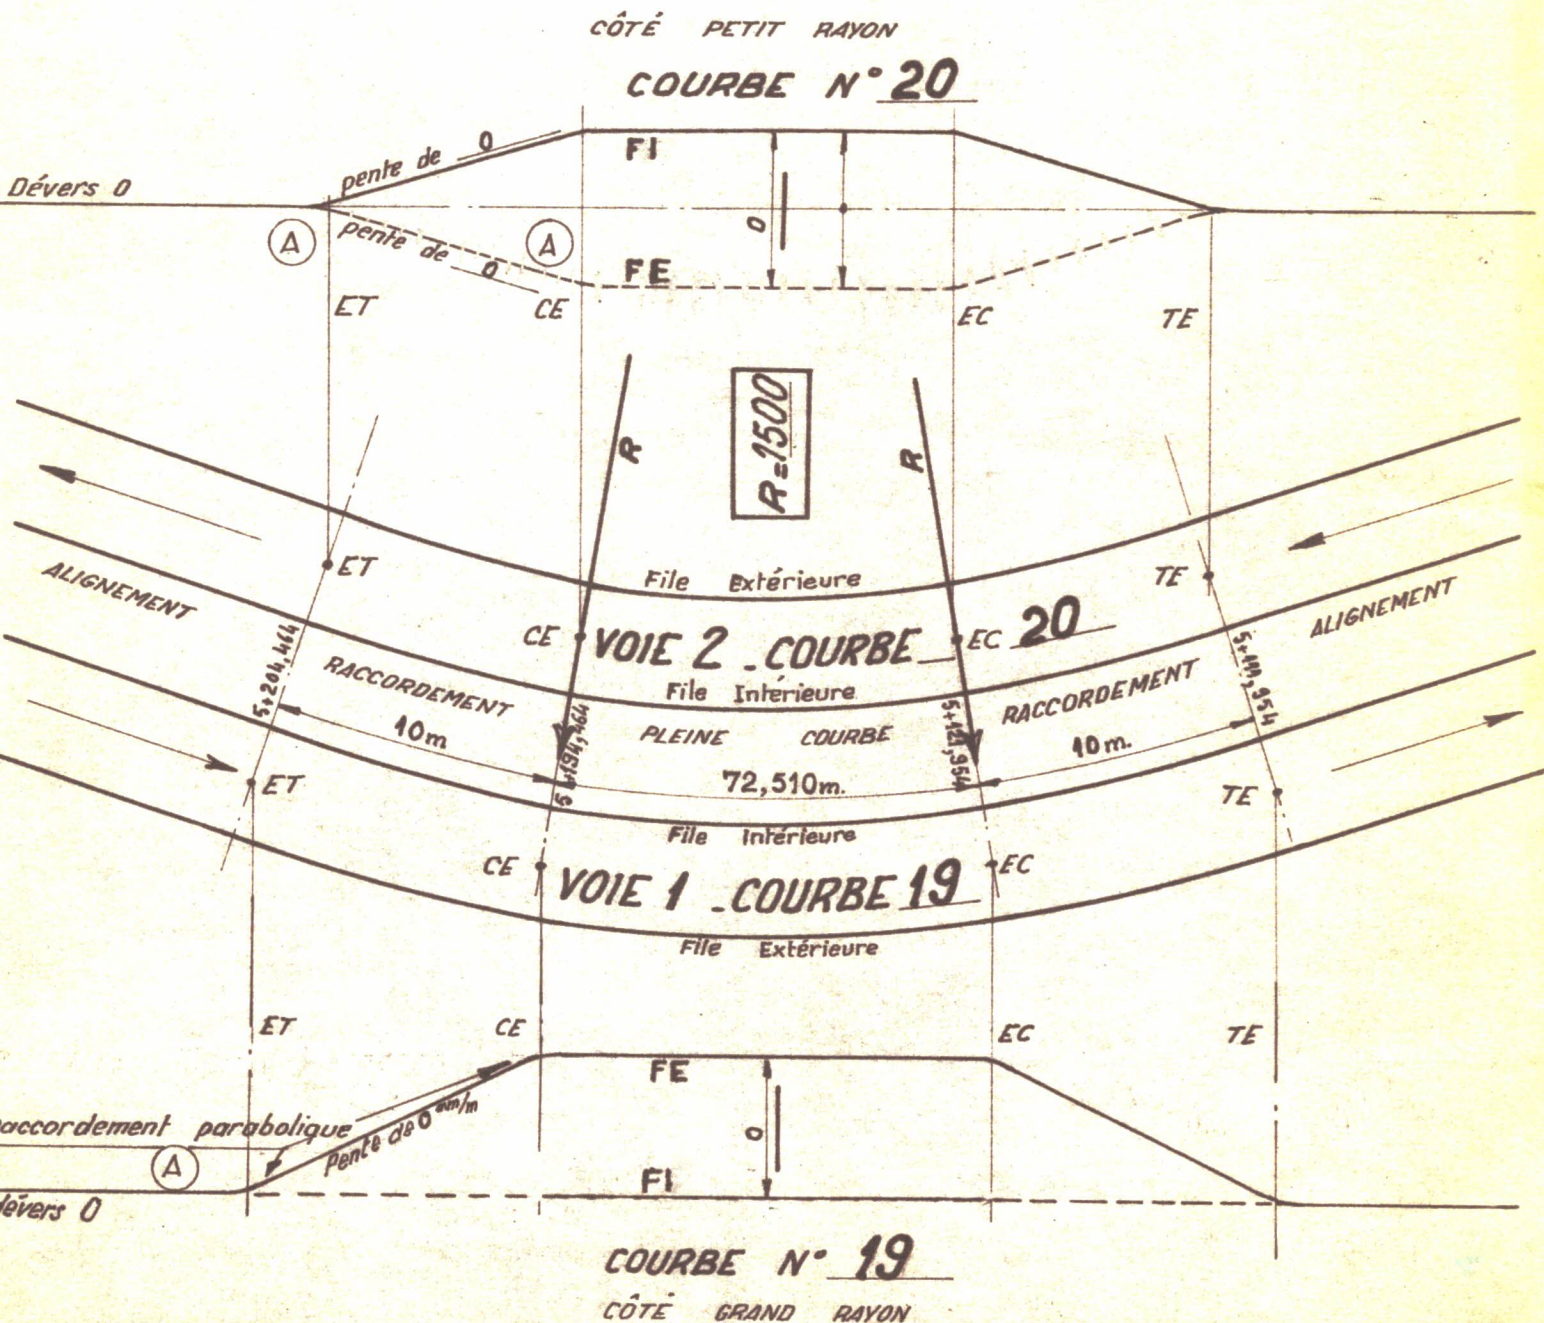 CÔTÉ PETIT RAYON
COURBE N° 20
Dévers 0
pente de 0
FI
A
pente de 0
A
0
FE
ET
CE
EC
TE
R
R=1500
R
ET
File Extérieure
TE
ALIGNEMENT
CE
VOIE 2 _ COURBE
EC
20
ALIGNEMENT
5+204,464
RACCORDEMENT
File Intérieure
RACCORDEMENT
5+111,954
10m
5+194,464
PLEINE COURBE
5+121,954
10m.
ET
72,510m.
TE
File Intérieure
CE
VOIE 1 _ COURBE 19
EC
File Extérieure
ET
CE
EC
TE
FE
accordement parabolique
Pente de 0 mm/m
0
A
FI
dévers 0
COURBE N° 19
CÔTÉ GRAND RAYON